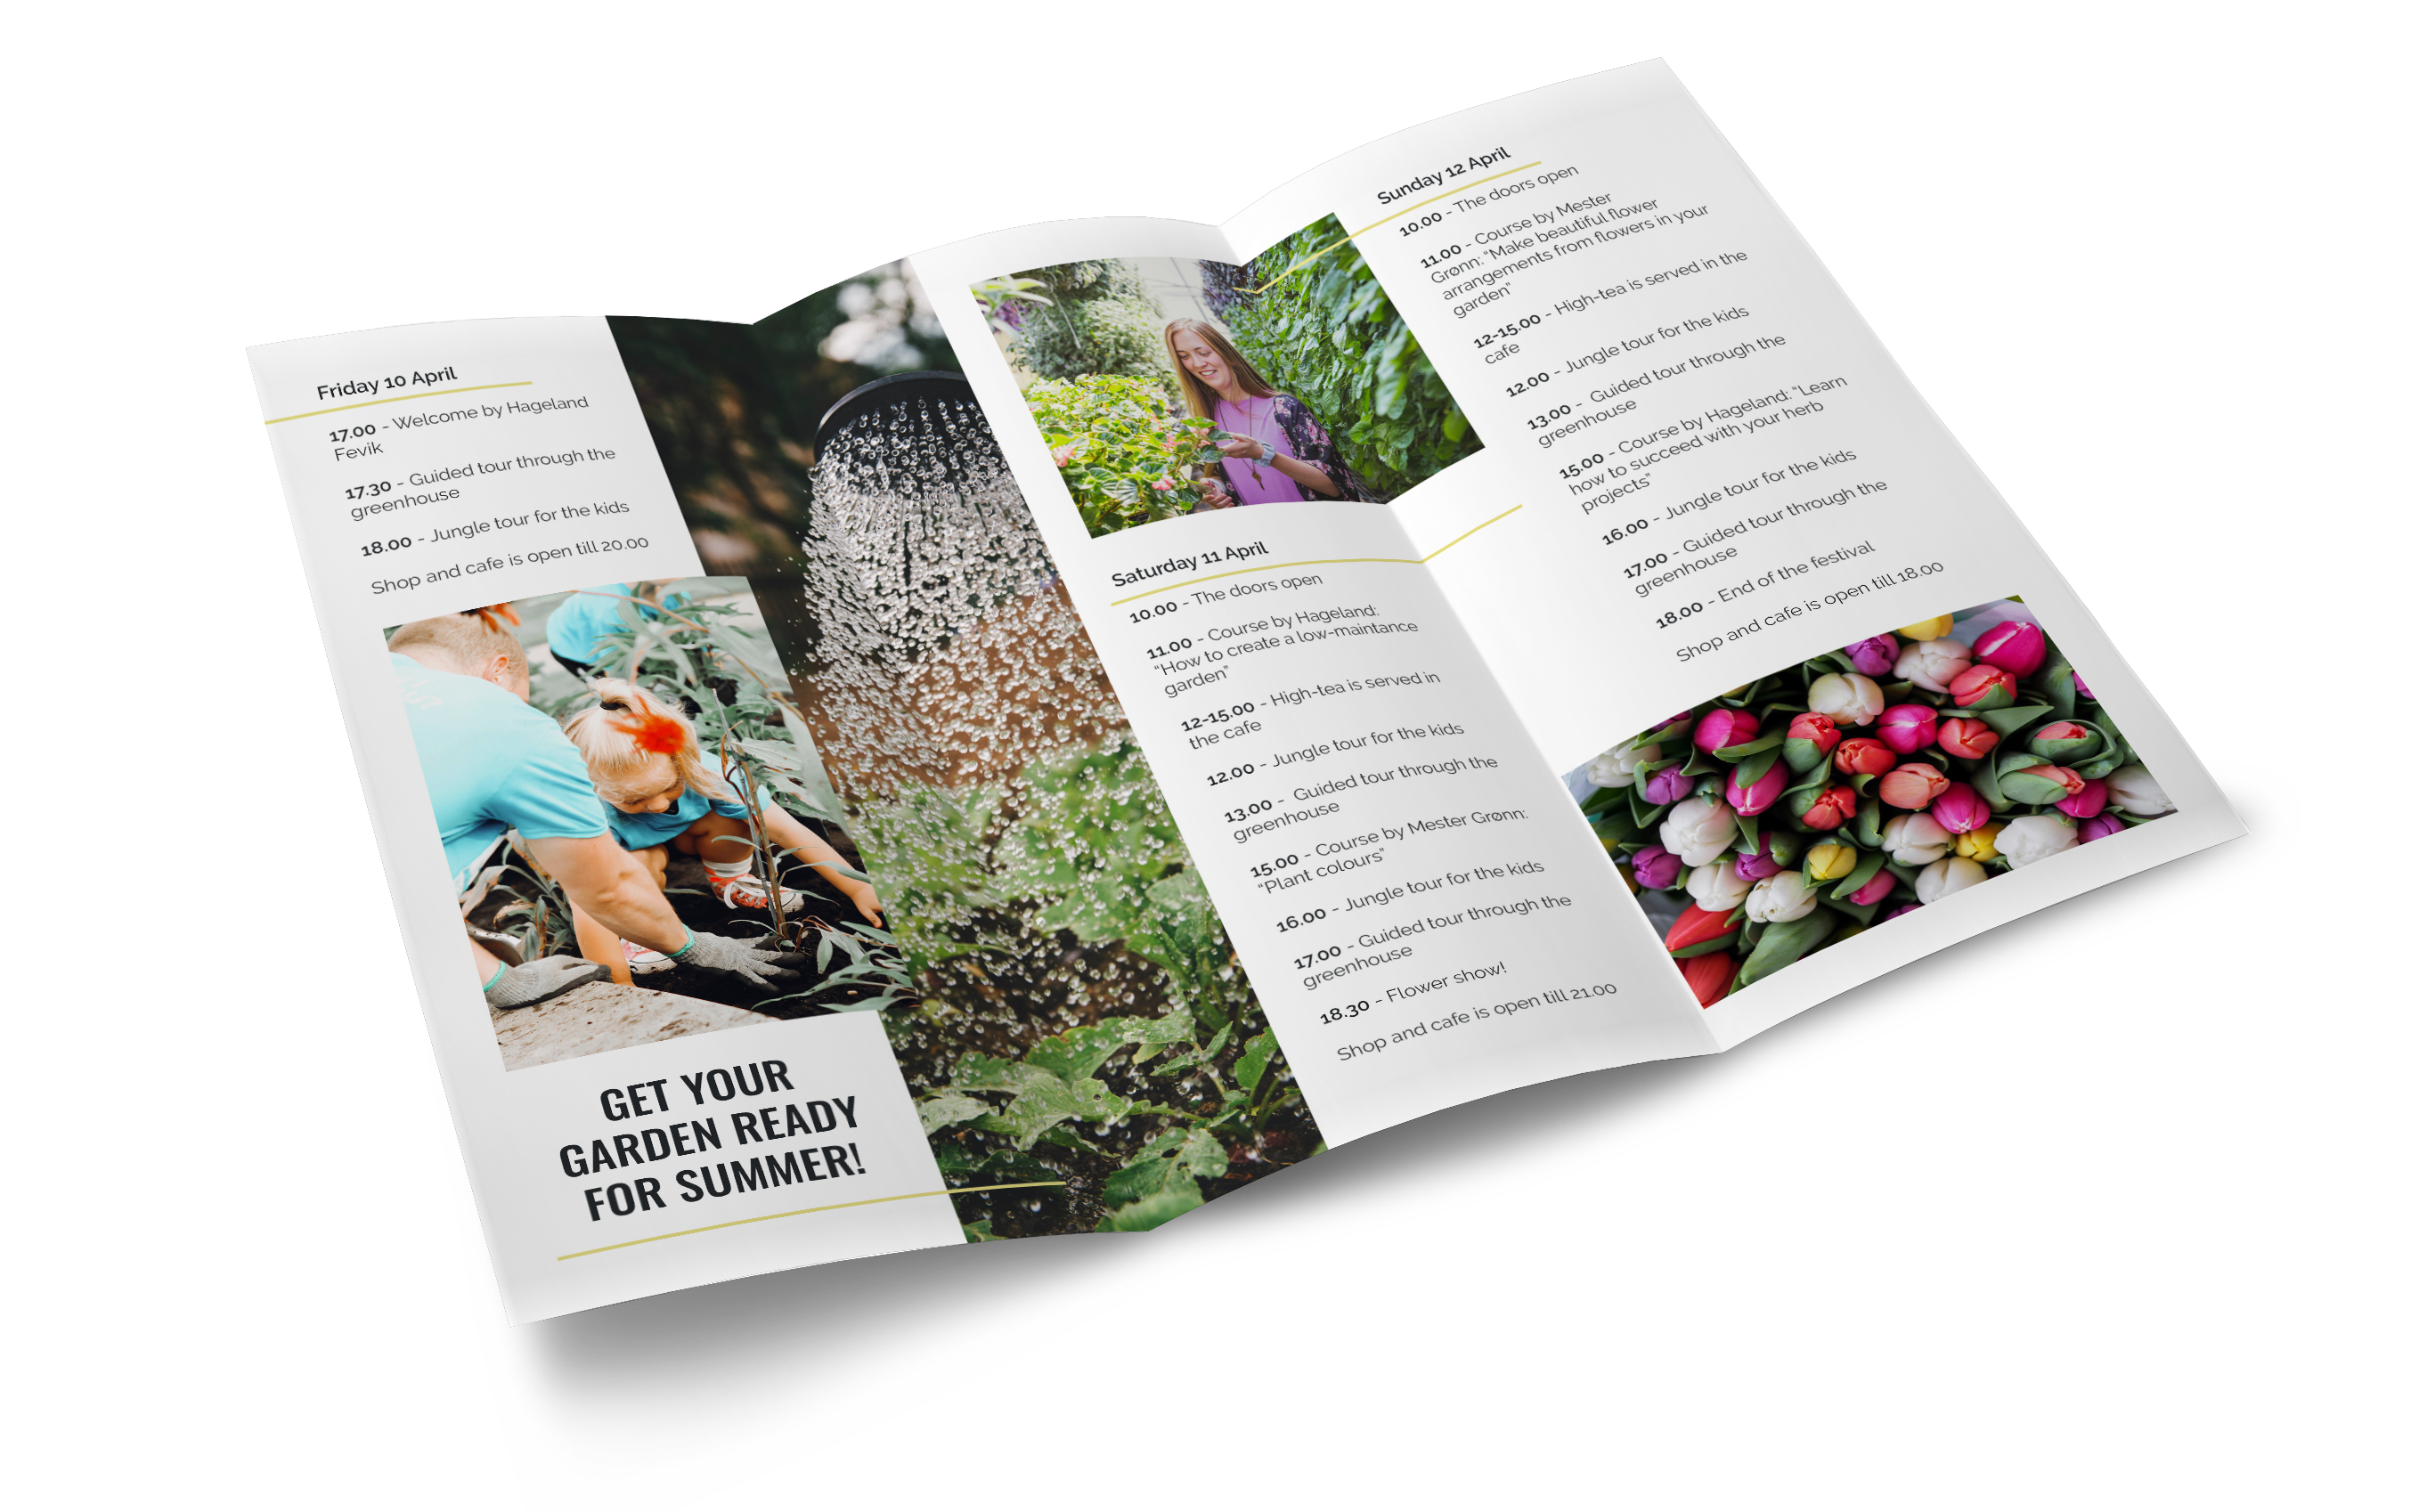 Friday 10 April
17.00 - Welcome by Hageland
Fevik
17.30 - Guided tour through the
greenhouse
18.00 - Jungle tour for the kids
Shop and cafe is open till 20.00
GET YOUR
GARDEN READY
FOR SUMMER!
Saturday 11 April
10.00 - The doors open
11.00 - Course by Hageland:
“How to create a low-maintance
garden”
12-15.00 - High-tea is served in
the cafe
12.00 - Jungle tour for the kids
13.00 - Guided tour through the
greenhouse
15.00 - Course by Mester Grønn:
“Plant colours”
16.00 - Jungle tour for the kids
17.00 - Guided tour through the
greenhouse
18.30 - Flower show!
Shop and cafe is open till 21.00
Sunday 12 April
10.00 - The doors open
11.00 - Course by Mester
Grønn: “Make beautiful flower
arrangements from flowers in your
garden”
12-15.00 - High-tea is served in the
cafe
12.00 - Jungle tour for the kids
13.00 - Guided tour through the
greenhouse
15.00 - Course by Hageland: “Learn
how to succeed with your herb
projects”
16.00 - Jungle tour for the kids
17.00 - Guided tour through the
greenhouse
18.00 - End of the festival
Shop and cafe is open till 18.00